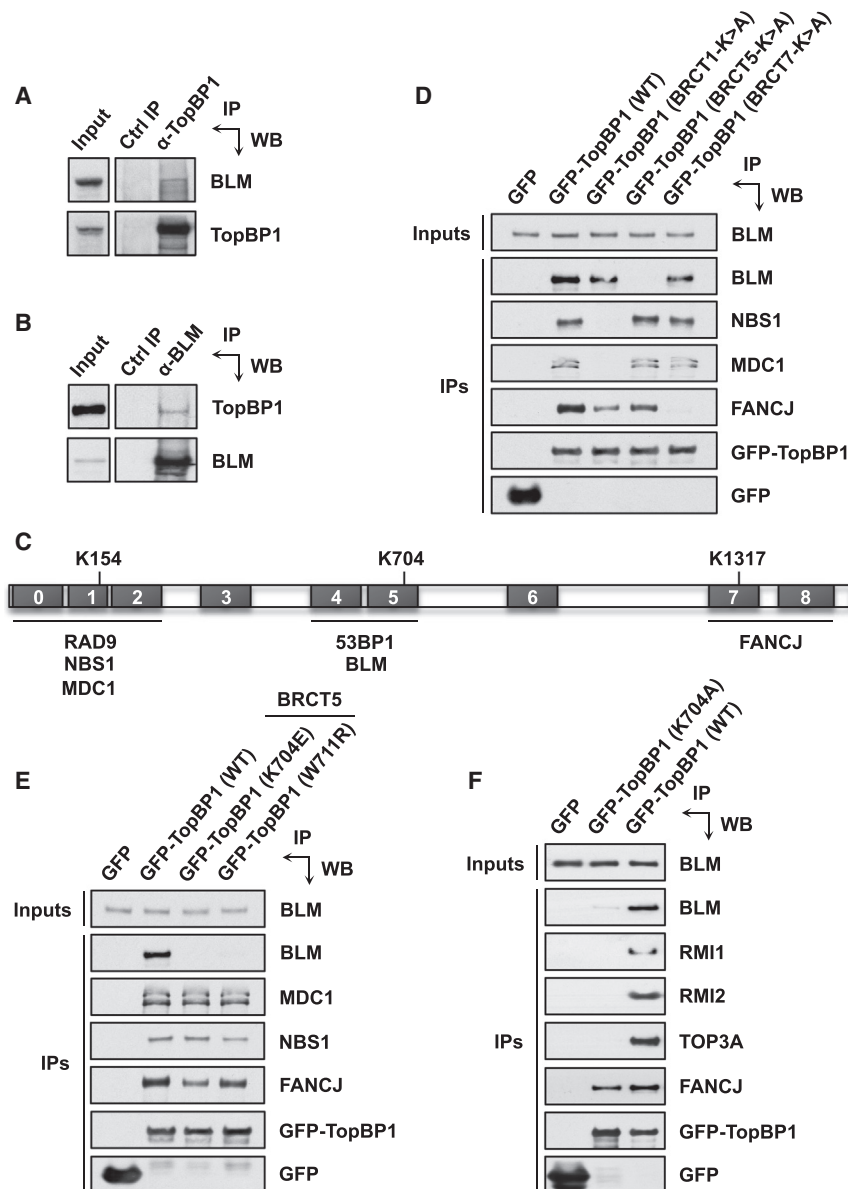 A
Input
Ctrl IP
α-TopBP1
IP
WB
BLM
TopBP1
B
Input
Ctrl IP
α-BLM
IP
WB
TopBP1
BLM
D
GFP
GFP-TopBP1 (WT)
GFP-TopBP1 (BRCT1-K>A)
GFP-TopBP1 (BRCT5-K>A)
GFP-TopBP1 (BRCT7-K>A)
IP
WB
Inputs
BLM
IPs
BLM
NBS1
MDC1
FANCJ
GFP-TopBP1
GFP
C
K154
K704
K1317
0
1
2
3
4
5
6
7
8
RAD9
NBS1
MDC1
53BP1
BLM
FANCJ
E
BRCT5
GFP
GFP-TopBP1 (WT)
GFP-TopBP1 (K704E)
GFP-TopBP1 (W711R)
IP
WB
Inputs
BLM
IPs
BLM
MDC1
NBS1
FANCJ
GFP-TopBP1
GFP
F
GFP
GFP-TopBP1 (K704A)
GFP-TopBP1 (WT)
IP
WB
Inputs
BLM
IPs
BLM
RMI1
RMI2
TOP3A
FANCJ
GFP-TopBP1
GFP